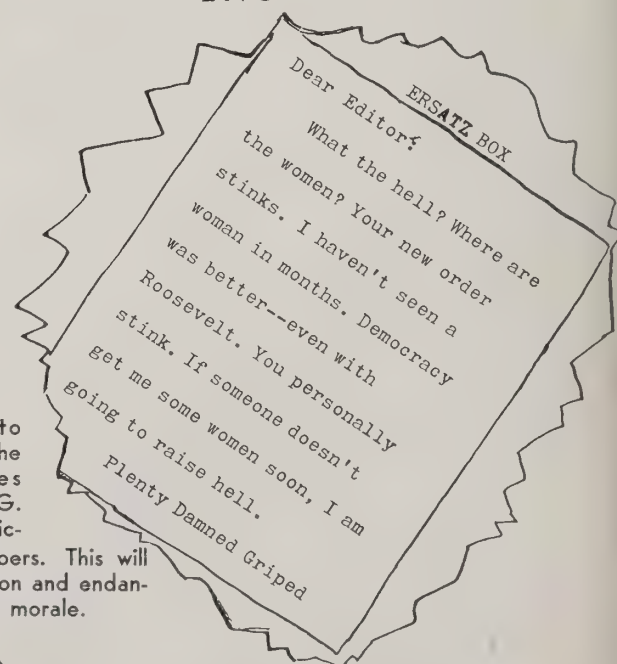 ERSATZ BOX
Dear Editor:
What the hell? Where are
the women? Your new order
stinks. I haven't seen a
woman in months. Democracy
was better--even with
Roosevelt. You personally
stink. If someone doesn't
get me some women soon, I am
going to raise hell.
Plenty Damned Griped
to
he
es
G.
ic-
pers. This will
on and endan-
morale.